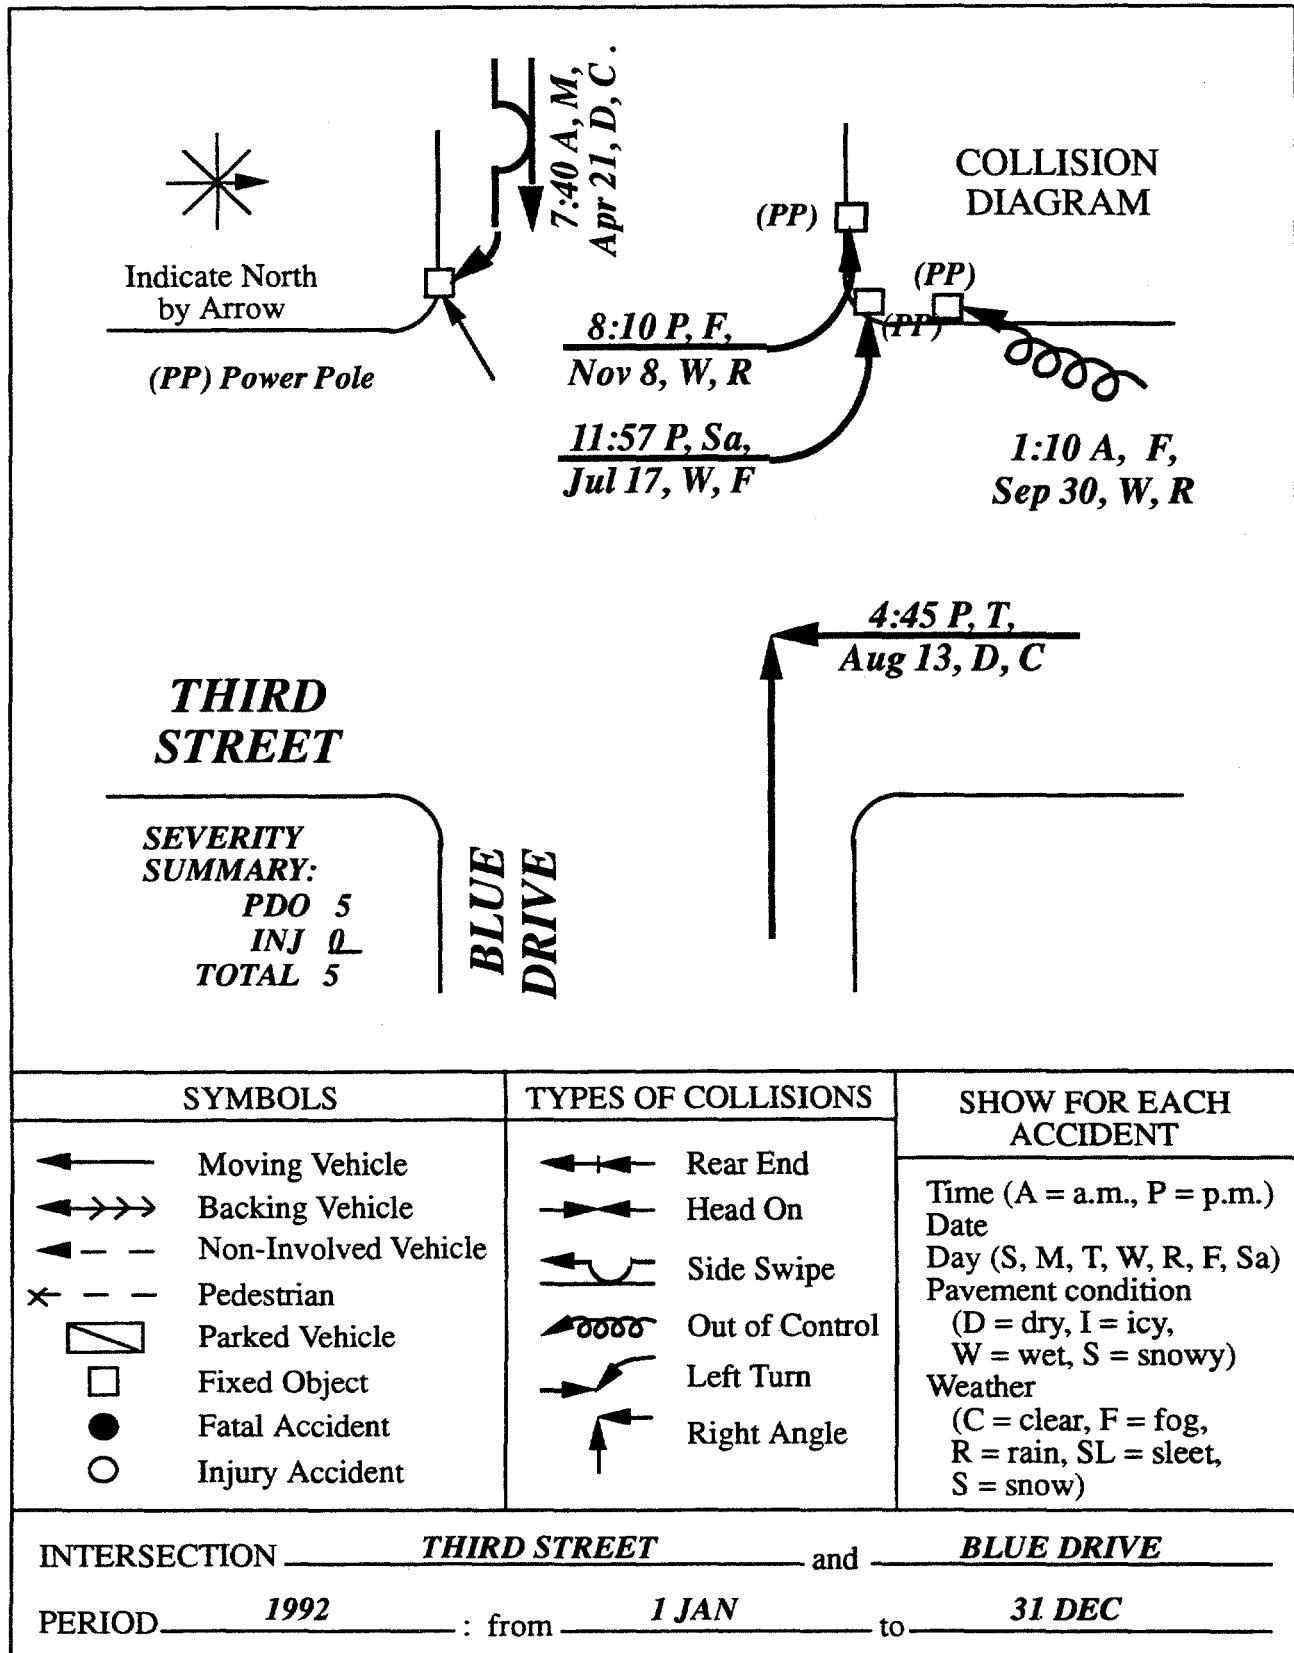 7:40 A, M,
Apr 21, D, C .
COLLISION
DIAGRAM
(PP)
(PP)
(PP)
Indicate North
by Arrow
(PP) Power Pole
8:10 P, F,
Nov 8, W, R
11:57 P, Sa,
Jul 17, W, F
1:10 A, F,
Sep 30, W, R
4:45 P, T,
Aug 13, D, C
THIRD
STREET
SEVERITY
SUMMARY:
PDO 5
INJ 0
TOTAL 5
BLUE
DRIVE
SYMBOLS
Moving Vehicle
Backing Vehicle
Non-Involved Vehicle
Pedestrian
Parked Vehicle
Fixed Object
Fatal Accident
Injury Accident
TYPES OF COLLISIONS
Rear End
Head On
Side Swipe
Out of Control
Left Turn
Right Angle
SHOW FOR EACH
ACCIDENT
Time (A = a.m., P = p.m.)
Date
Day (S, M, T, W, R, F, Sa)
Pavement condition
(D = dry, I = icy,
W = wet, S = snowy)
Weather
(C = clear, F = fog,
R = rain, SL = sleet,
S = snow)
INTERSECTION THIRD STREET and BLUE DRIVE
PERIOD 1992 : from 1 JAN to 31 DEC